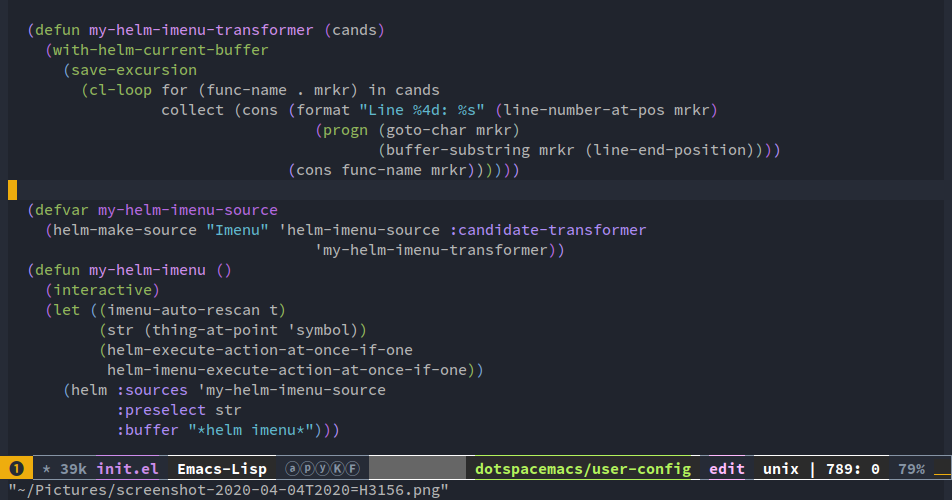 (defun my-helm-imenu-transformer (cands)
(with-helm-current-buffer
(save-excursion
(cl-loop for (func-name . mrkr) in cands
collect (cons (format "Line %4d: %s" (line-number-at-pos mrkr)
(progn (goto-char mrkr)
(buffer-substring mrkr (line-end-position))))
(cons func-name mrkr))))))
(defvar my-helm-imenu-source
(helm-make-source "Imenu" 'helm-imenu-source :candidate-transformer
'my-helm-imenu-transformer))
(defun my-helm-imenu ()
(interactive)
(let ((imenu-auto-rescan t)
(str (thing-at-point 'symbol))
(helm-execute-action-at-once-if-one
helm-imenu-execute-action-at-once-if-one))
(helm :sources 'my-helm-imenu-source
:preselect str
:buffer "*helm imenu*")))
❶ * 39k init.el Emacs-Lisp ⓐⓟⓨⓀⒻ dotspacemacs/user-config edit unix | 789: 0 79%
"~/Pictures/screenshot-2020-04-04T2020=H3156.png"